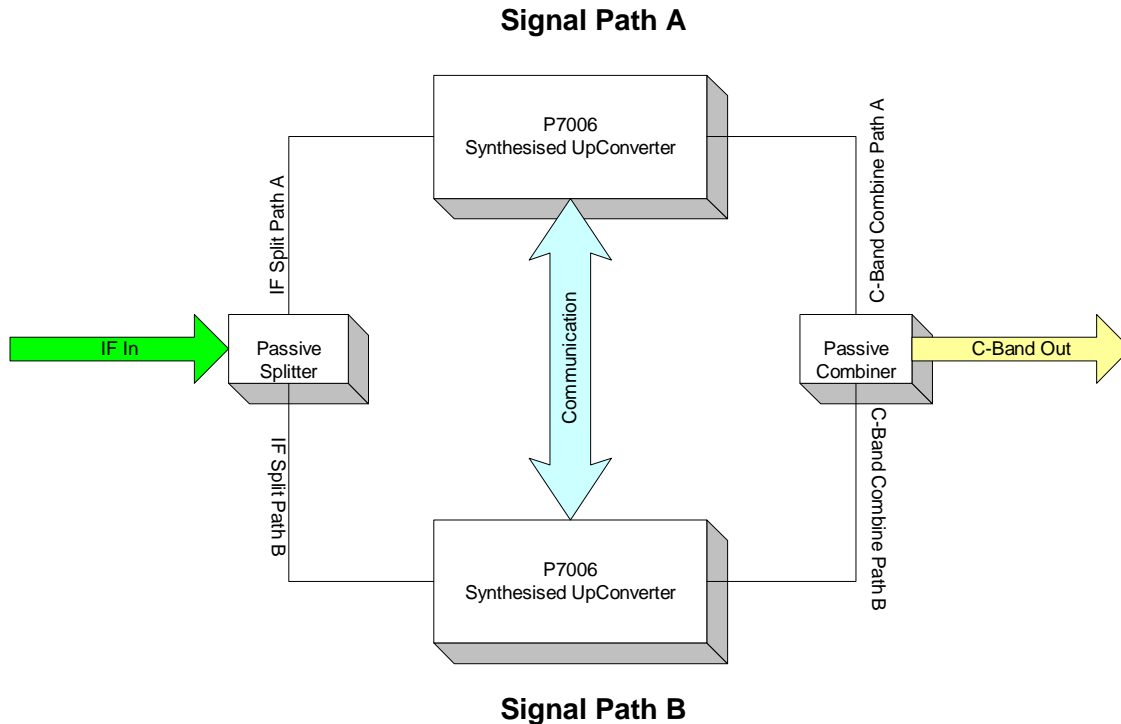 Signal Path A
P7006
Synthesised UpConverter
IF Split Path A
C-Band Combine Path A
Communication
IF In
Passive
Splitter
Passive
Combiner
C-Band Out
IF Split Path B
C-Band Combine Path B
P7006
Synthesised UpConverter
Signal Path B